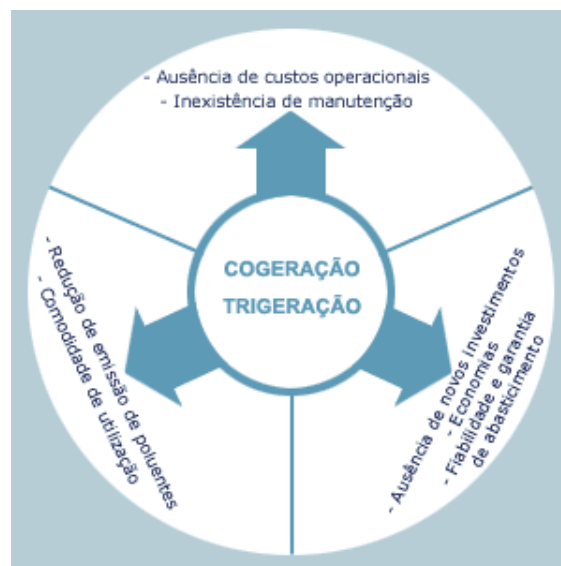 - Ausência de custos operacionais
- Inexistência de manutenção
COGERAÇÃO
TRIGERAÇÃO
- Redução de emissão de poluentes
- Comodidade de utilização
- Ausência de novos investimentos
- Economias
- Fiabilidade e garantia
de abasticimento